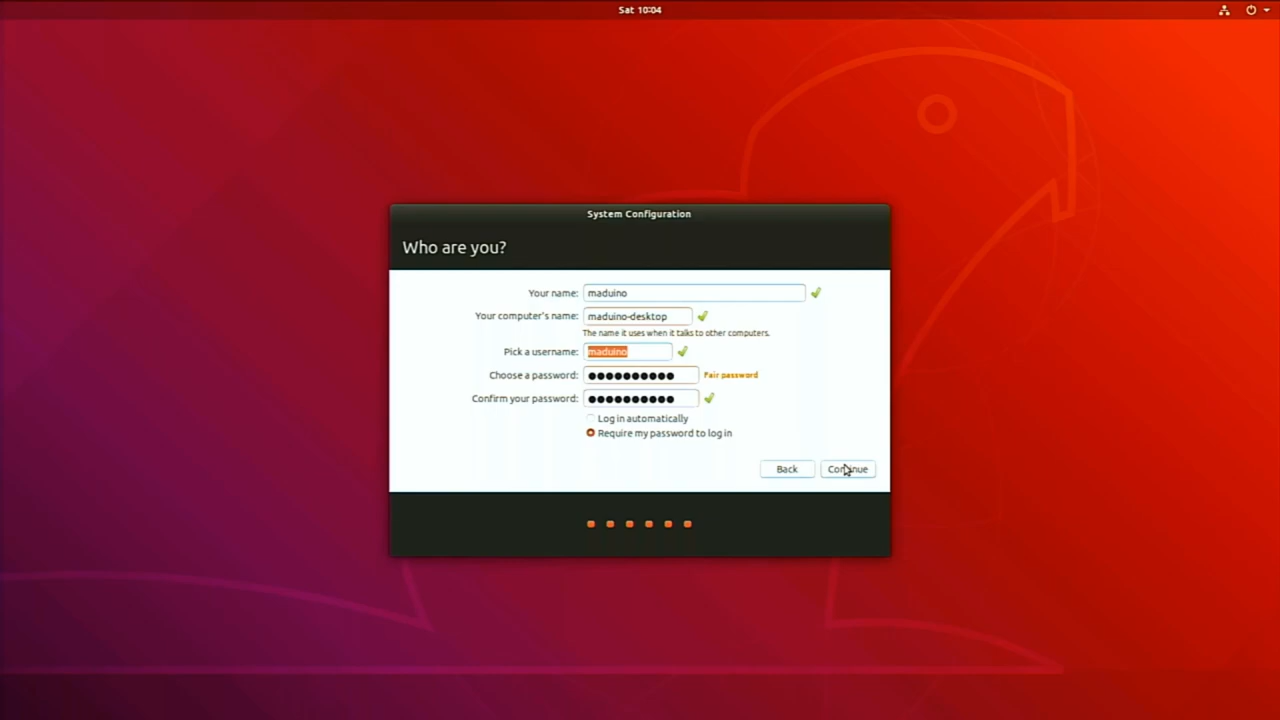 Sat 10:04
System Configuration
Who are you?
Your name: maduino
Your computer's name: maduino-desktop
The name it uses when it talks to other computers.
Pick a username: maduino
Choose a password: ●●●●●●●●●● Fair password
Confirm your password: ●●●●●●●●●●
Log in automatically
Require my password to log in
Back Continue